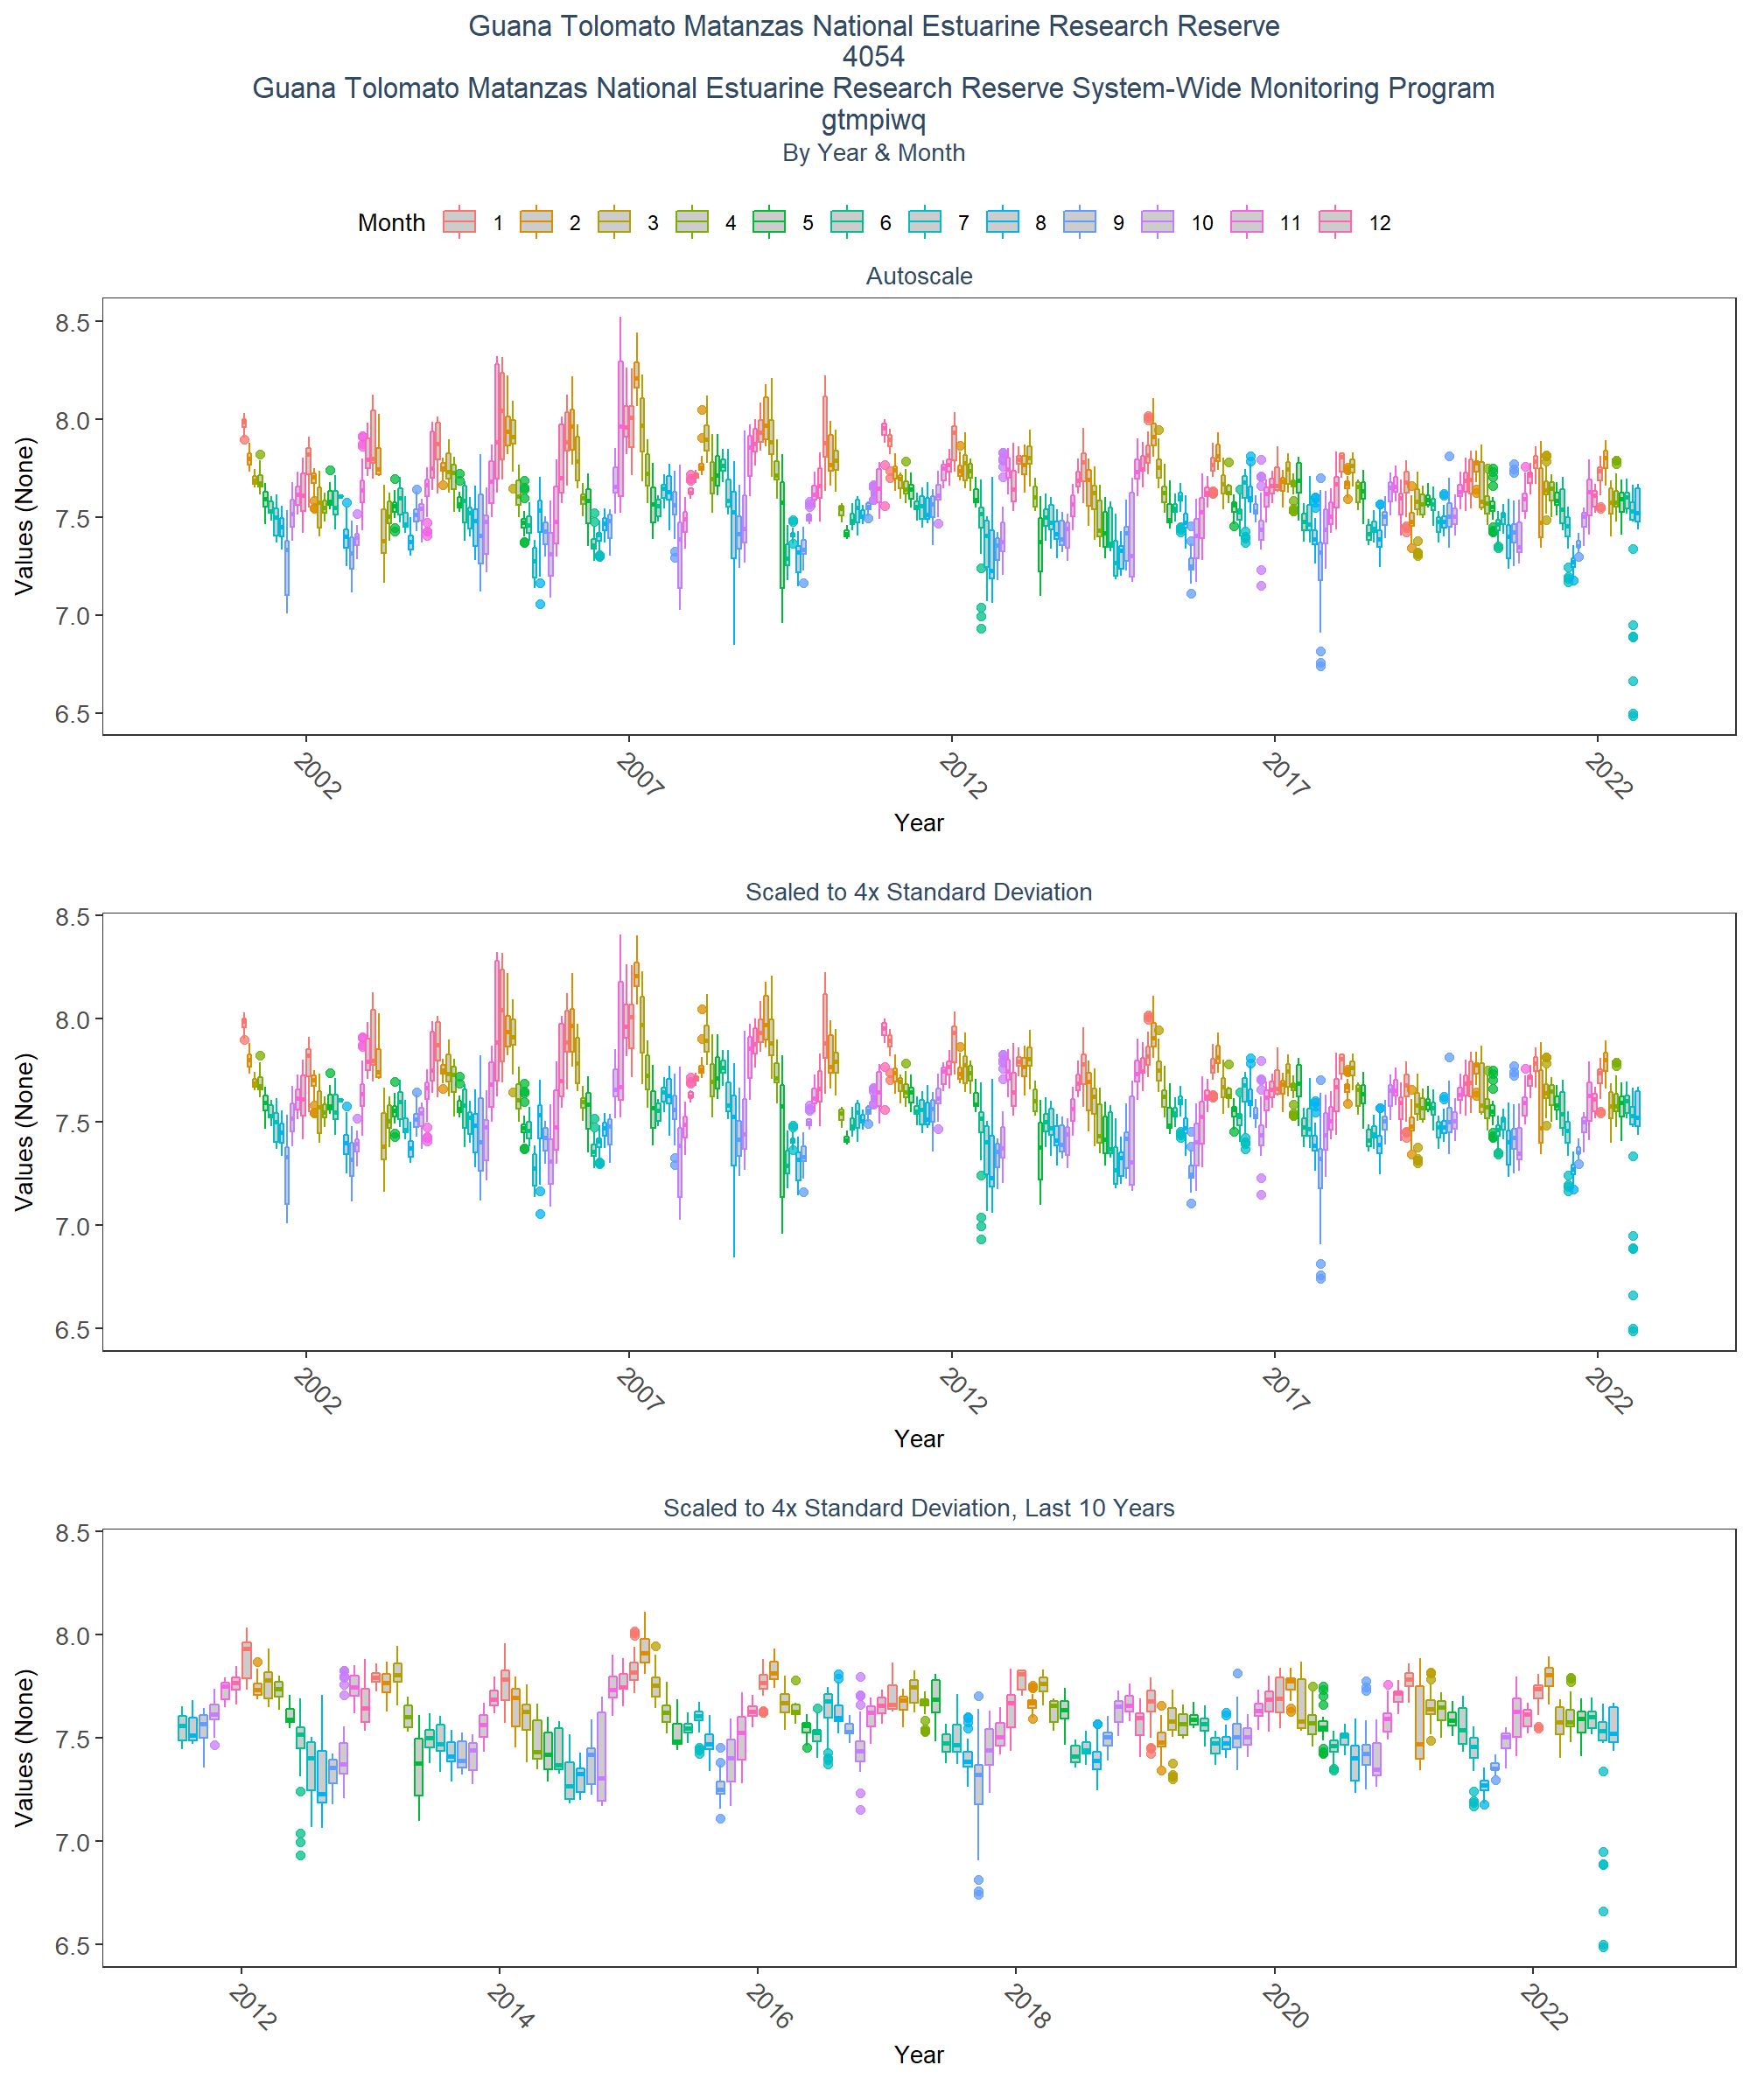 Guana Tolomato Matanzas National Estuarine Research Reserve
4054
Guana Tolomato Matanzas National Estuarine Research Reserve System-Wide Monitoring Program
gtmpiwq
By Year & Month
Month 1 2 3 4 5 6 7 8 9 10 11 12
Autoscale
8.5
8.0
7.5
7.0
6.5
Values (None)
2002 2007 2012 2017 2022
Year
Scaled to 4x Standard Deviation
8.5
8.0
7.5
7.0
6.5
Values (None)
2002 2007 2012 2017 2022
Year
Scaled to 4x Standard Deviation, Last 10 Years
8.5
8.0
7.5
7.0
6.5
Values (None)
2012 2014 2016 2018 2020 2022
Year